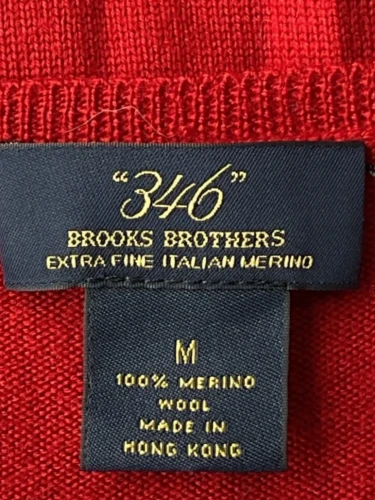 "346"
BROOKS BROTHERS
EXTRA FINE ITALIAN MERINO
M
100% MERINO
WOOL
MADE IN
HONG KONG